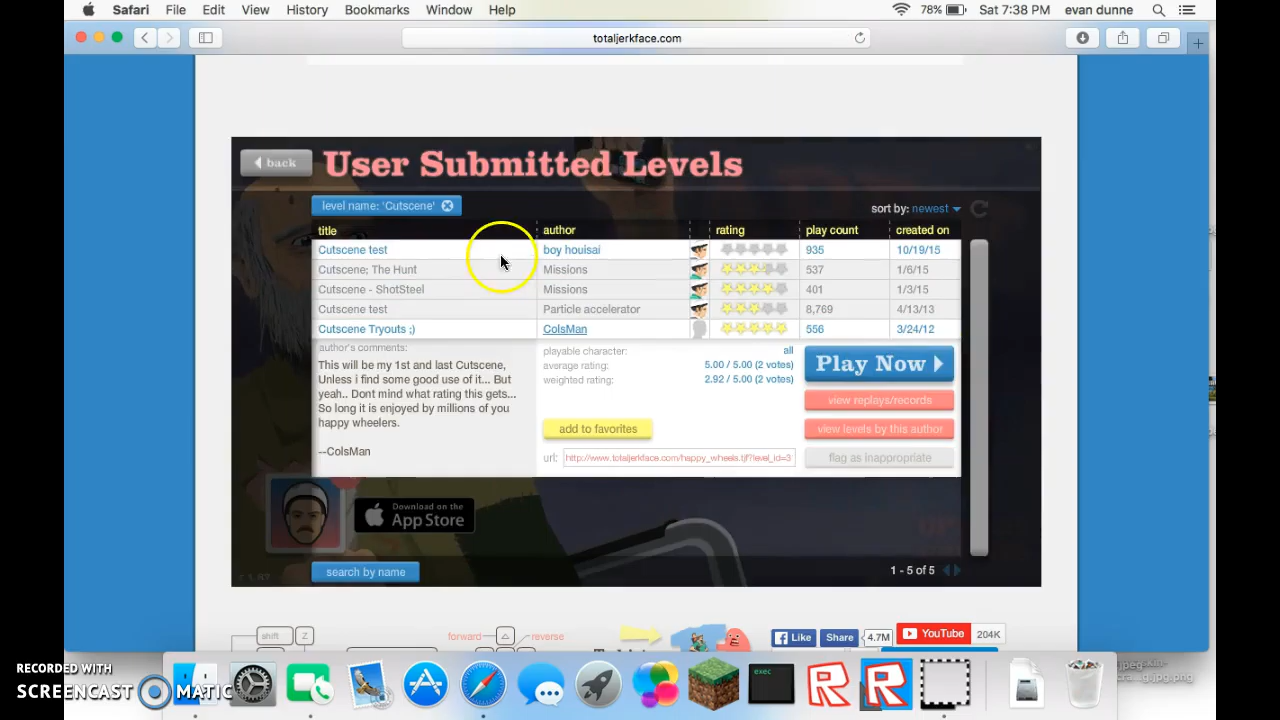 Safari File Edit View History Bookmarks Window Help 78% Sat 7:38 PM evan dunne
totaljerkface.com
back
User Submitted Levels
level name: 'Cutscene'
sort by: newest
title author rating play count created on
Cutscene test boy houisai 935 10/19/15
Cutscene; The Hunt Missions 537 1/6/15
Cutscene - ShotSteel Missions 401 1/3/15
Cutscene test Particle accelerator 8,769 4/13/13
Cutscene Tryouts ;) ColsMan 556 3/24/12
author's comments:
This will be my 1st and last Cutscene,
Unless i find some good use of it... But
yeah.. Dont mind what rating this gets...
So long it is enjoyed by millions of you
happy wheelers.
--ColsMan
playable character: all
average rating: 5.00 / 5.00 (2 votes)
weighted rating: 2.92 / 5.00 (2 votes)
add to favorites
url: http://www.totaljerkface.com/happy_wheels.tjf?level_id=3
Play Now
view replays/records
view levels by this author
flag as inappropriate
Download on the
App Store
search by name
1 - 5 of 5
shift Z
forward reverse
Like Share 4.7M YouTube 204K
exec
RECORDED WITH
SCREENCAST MATIC